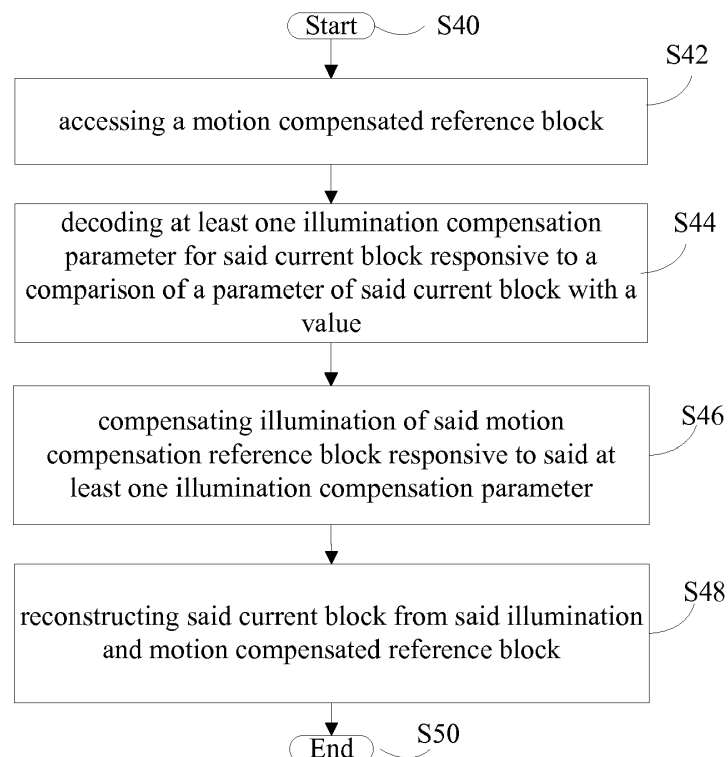 Start
S40
S42
accessing a motion compensated reference block
S44
decoding at least one illumination compensation
parameter for said current block responsive to a
comparison of a parameter of said current block with a
value
S46
compensating illumination of said motion
compensation reference block responsive to said at
least one illumination compensation parameter
S48
reconstructing said current block from said illumination
and motion compensated reference block
S50
End